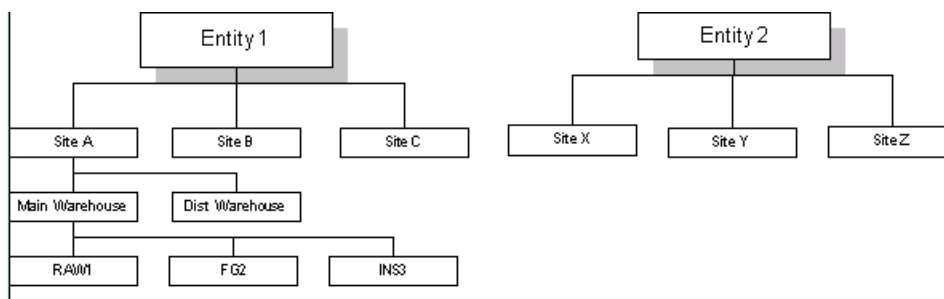 Entity 1
Entity 2
Site A
Site B
Site C
Site X
Site Y
Site Z
Main Warehouse
Dist Warehouse
RAW1
FG2
INS3